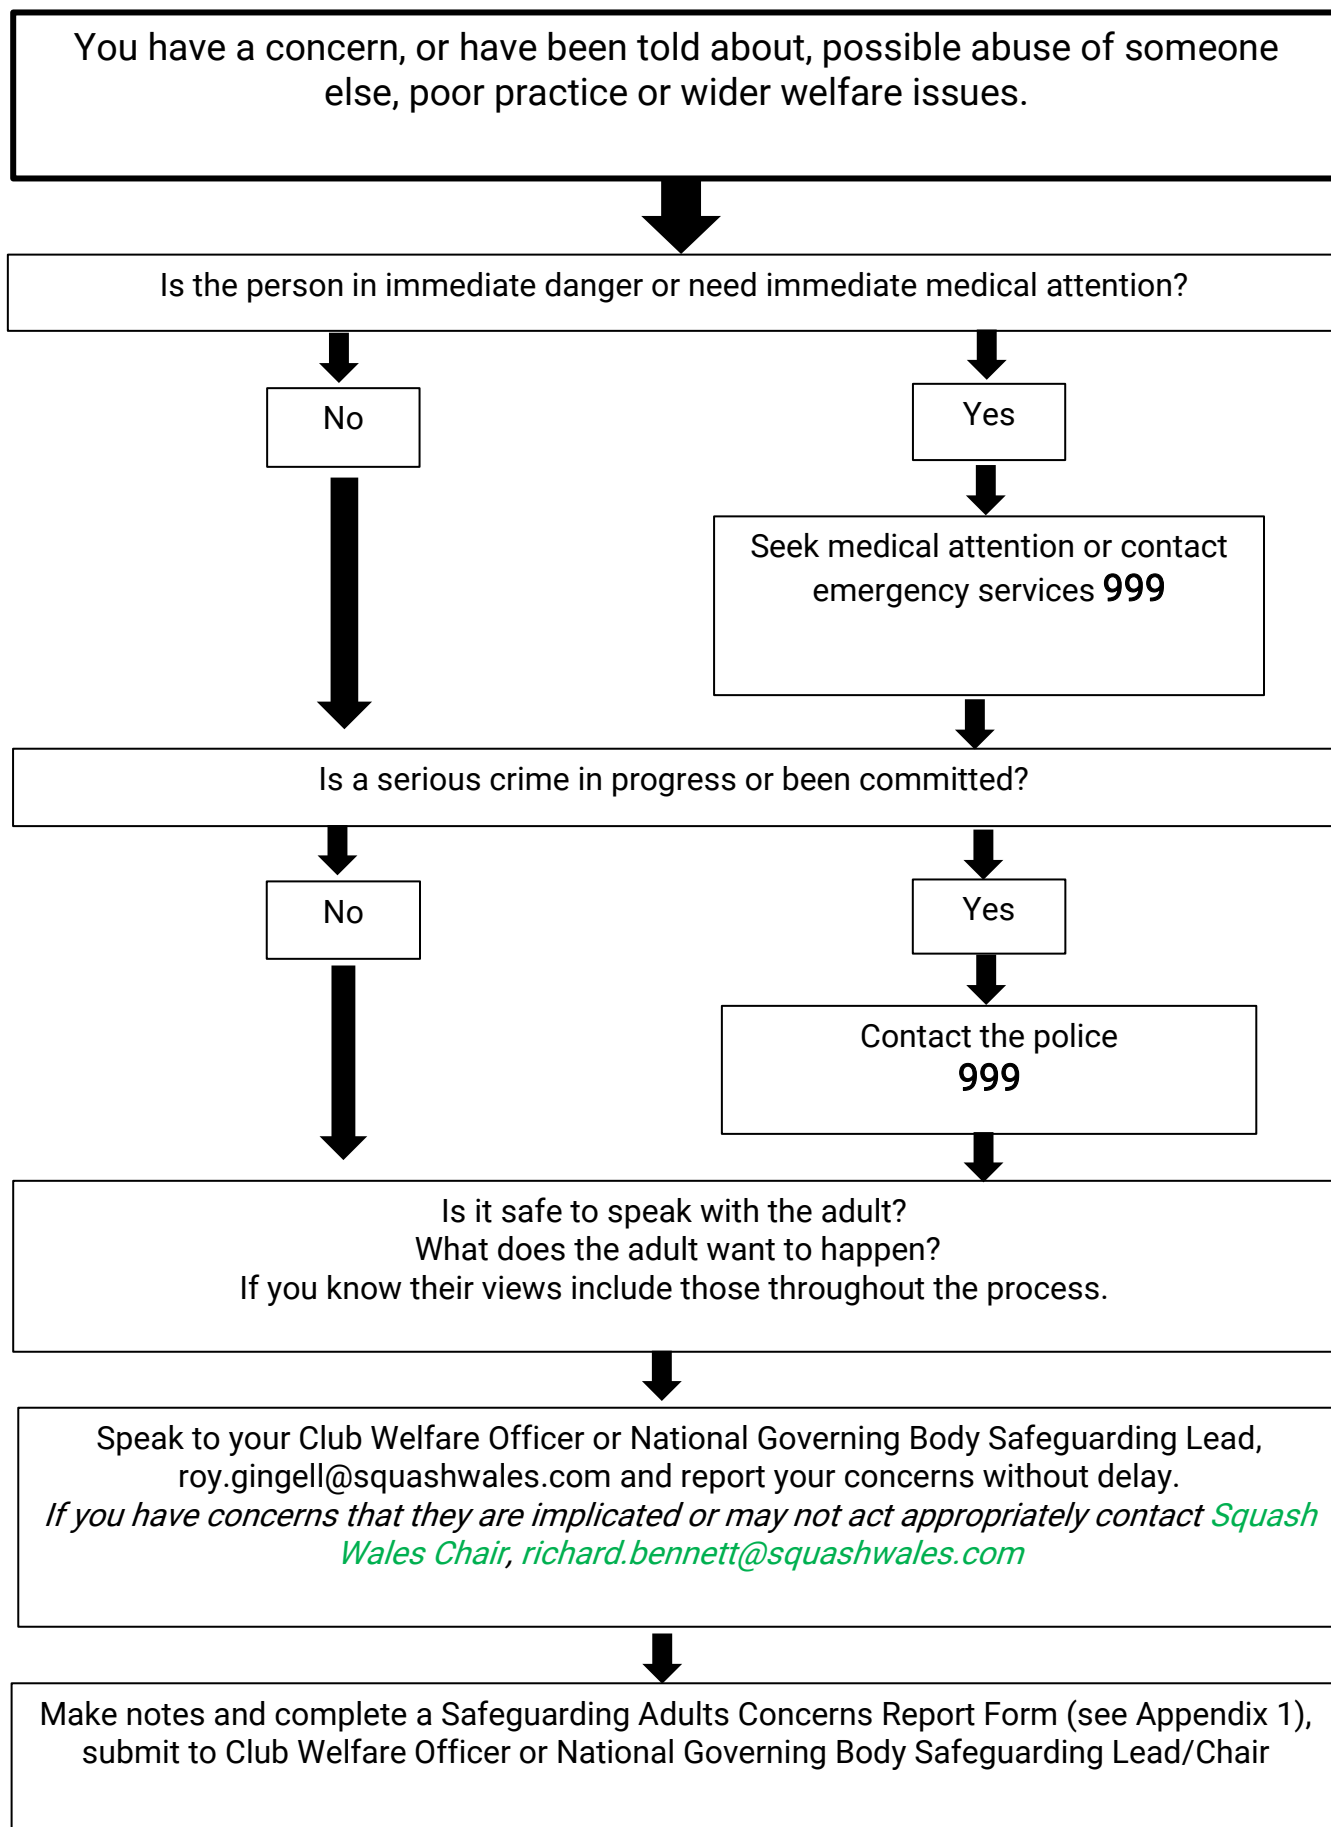 You have a concern, or have been told about, possible abuse of someone
else, poor practice or wider welfare issues.
Is the person in immediate danger or need immediate medical attention?
No
Yes
Seek medical attention or contact
emergency services 999
Is a serious crime in progress or been committed?
No
Yes
Contact the police
999
Is it safe to speak with the adult?
What does the adult want to happen?
If you know their views include those throughout the process.
Speak to your Club Welfare Officer or National Governing Body Safeguarding Lead,
roy.gingell@squashwales.com and report your concerns without delay.
If you have concerns that they are implicated or may not act appropriately contact Squash
Wales Chair, richard.bennett@squashwales.com
Make notes and complete a Safeguarding Adults Concerns Report Form (see Appendix 1),
submit to Club Welfare Officer or National Governing Body Safeguarding Lead/Chair